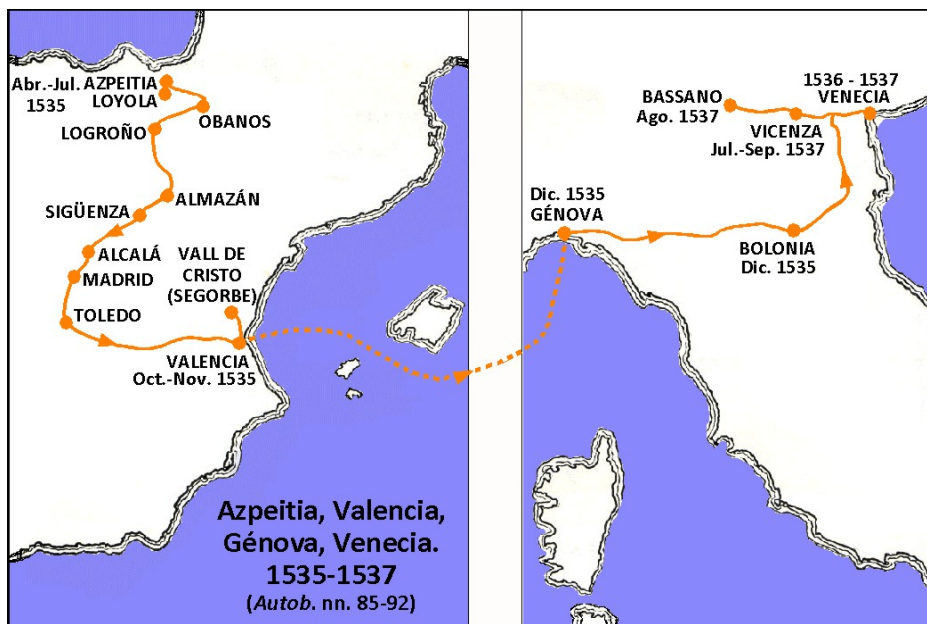 Abr.-Jul. AZPEITIA
1535 LOYOLA
OBANOS
LOGROÑO
ALMAZÁN
SIGÜENZA
ALCALÁ
MADRID
TOLEDO
VALL DE
CRISTO
(SEGORBE)
VALENCIA
Oct.-Nov. 1535
Azpeitia, Valencia,
Génova, Venecia.
1535-1537
(Autob. nn. 85-92)
BASSANO
Ago. 1537
1536 - 1537
VENECIA
VICENZA
Jul.-Sep. 1537
Dic. 1535
GÉNOVA
BOLONIA
Dic. 1535